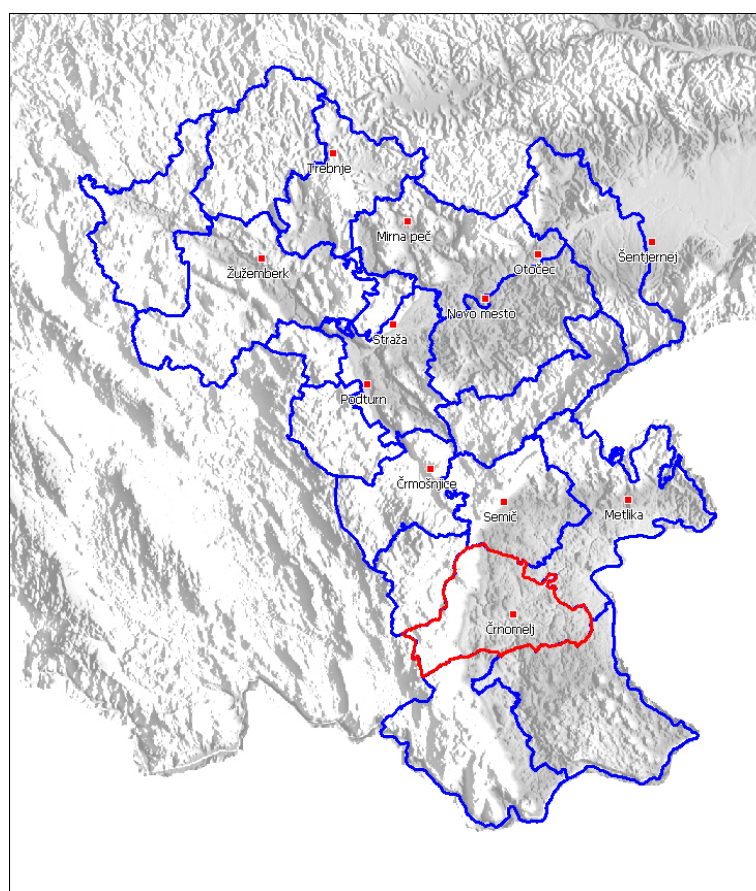 Trebnje
Mirna peč
Šentjernej
Otočec
Žužemberk
Novo mesto
Straža
Podturn
Črmošnjice
Semič
Metlika
Črnomelj